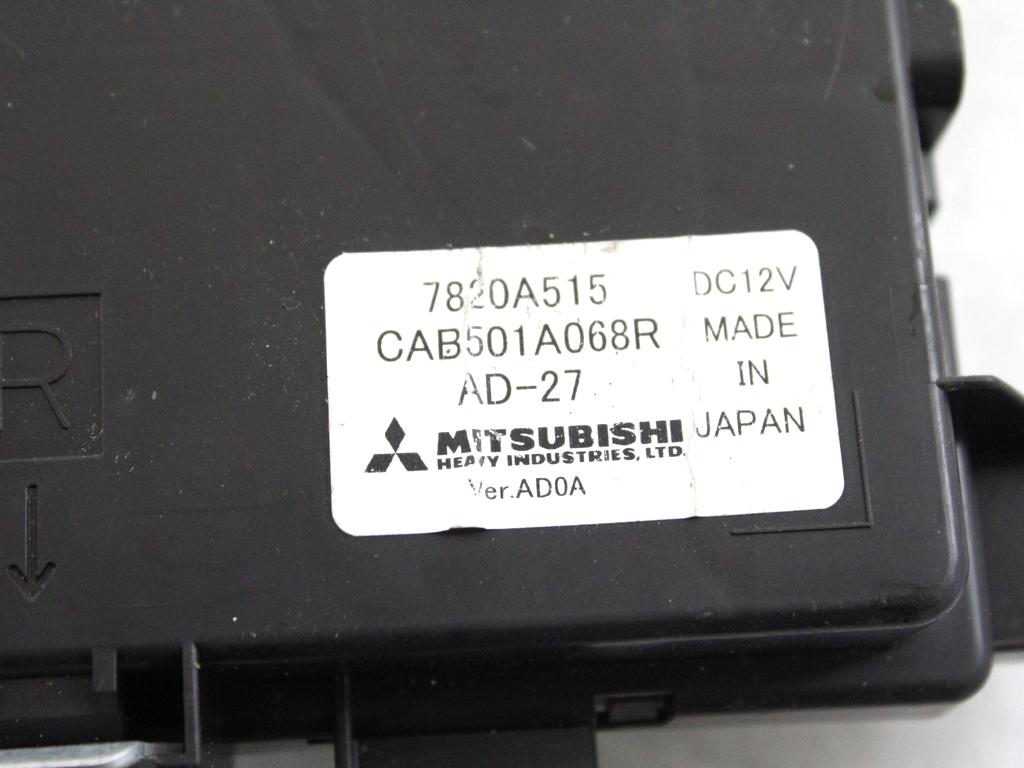 7820A515
CAB501A068R
AD-27
MITSUBISHI
HEAVY INDUSTRIES, LTD.
Ver.AD0A
DC12V
MADE
IN
JAPAN
R